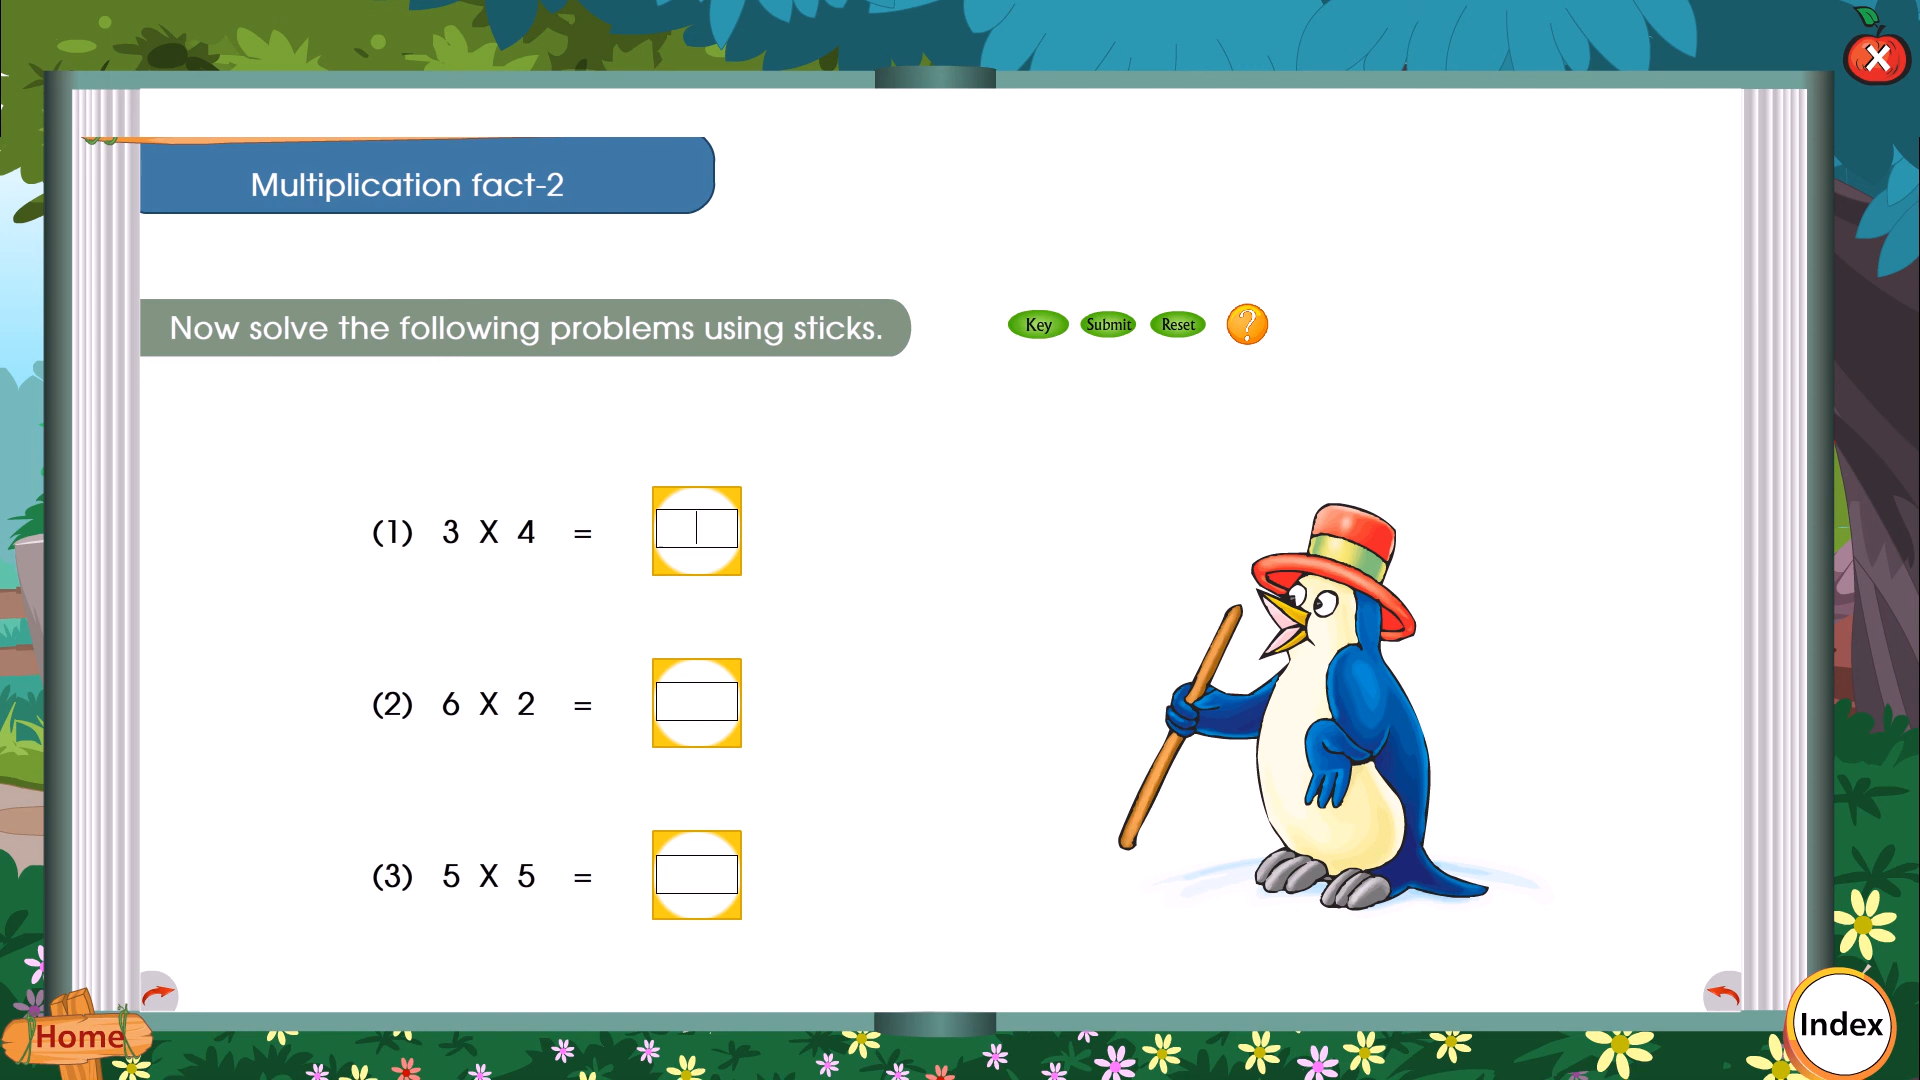 Multiplication fact-2
Now solve the following problems using sticks.
Key Submit Reset ?
(1) 3 X 4 =
(2) 6 X 2 =
(3) 5 X 5 =
Home
Index
X